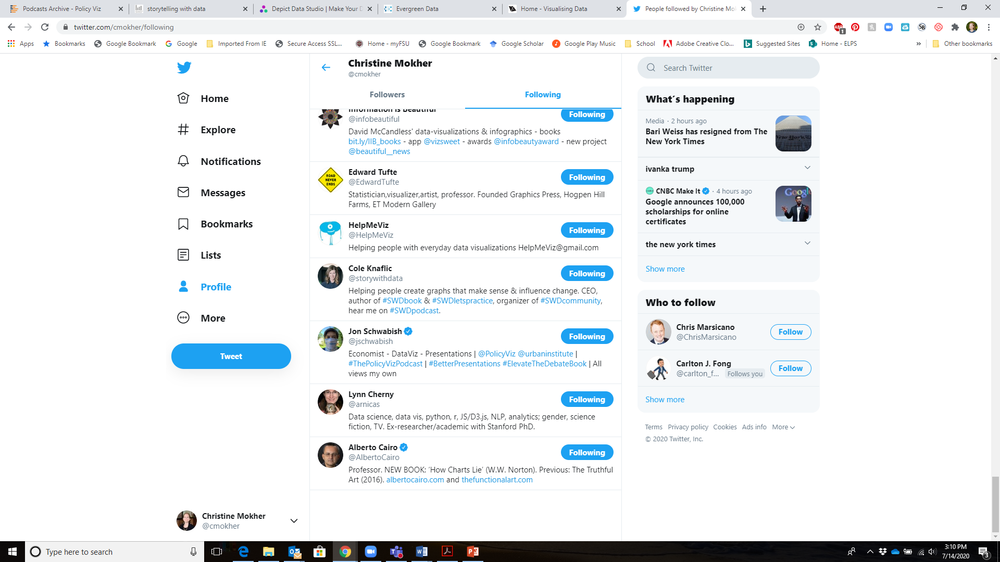 Podcasts Archive - Policy Viz
storytelling with data
Depict Data Studio | Make Your D
Evergreen Data
Home - Visualising Data
People followed by Christine Mo
twitter.com/cmokher/following
ABP
1
SB
Apps
Bookmarks
Google Bookmark
Google
Imported From IE
Secure Access SSL...
Home - myFSU
Google Bookmark
Google Scholar
Google Play Music
School
Adobe Creative Clo...
Suggested Sites
Home - ELPS
»
Other bookmarks
Home
Explore
Notifications
Messages
Bookmarks
Lists
Profile
More
Tweet
Christine Mokher
@cmokher
Christine Mokher
@cmokher
Followers
Following
Information is Beautiful
@infobeautiful
Following
David McCandless' data-visualizations & infographics - books
bit.ly/IIB_books - app @vizsweet - awards @infobeautyaward - new project
@beautiful__news
ROAD
NEVER
ENDS
Edward Tufte
@EdwardTufte
Following
Statistician,visualizer,artist, professor. Founded Graphics Press, Hogpen Hill
Farms, ET Modern Gallery
HelpMeViz
@HelpMeViz
Following
Helping people with everyday data visualizations HelpMeViz@gmail.com
Cole Knaflic
@storywithdata
Following
Helping people create graphs that make sense & influence change. CEO,
author of #SWDbook & #SWDletspractice, organizer of #SWDcommunity,
hear me on #SWDpodcast.
Jon Schwabish
@jschwabish
Following
Economist - DataViz - Presentations | @PolicyViz @urbaninstitute |
#ThePolicyVizPodcast | #BetterPresentations #ElevateTheDebateBook | All
views my own
Lynn Cherny
@arnicas
Following
Data science, data vis, python, r, JS/D3.js, NLP, analytics; gender, science
fiction, TV. Ex-researcher/academic with Stanford PhD.
Alberto Cairo
@AlbertoCairo
Following
Professor. NEW BOOK: ‘How Charts Lie’ (W.W. Norton). Previous: The Truthful
Art (2016). albertocairo.com and thefunctionalart.com
Search Twitter
What’s happening
Media · 2 hours ago
Bari Weiss has resigned from The
New York Times
ivanka trump
CNBC Make It · 4 hours ago
Google announces 100,000
scholarships for online
certificates
Google
the new york times
Show more
Who to follow
Chris Marsicano
@ChrisMarsicano
Follow
Carlton J. Fong
@carlton_f... Follows you
Follow
Show more
Terms Privacy policy Cookies Ads info More
© 2020 Twitter, Inc.
Type here to search
3:10 PM
7/14/2020
3